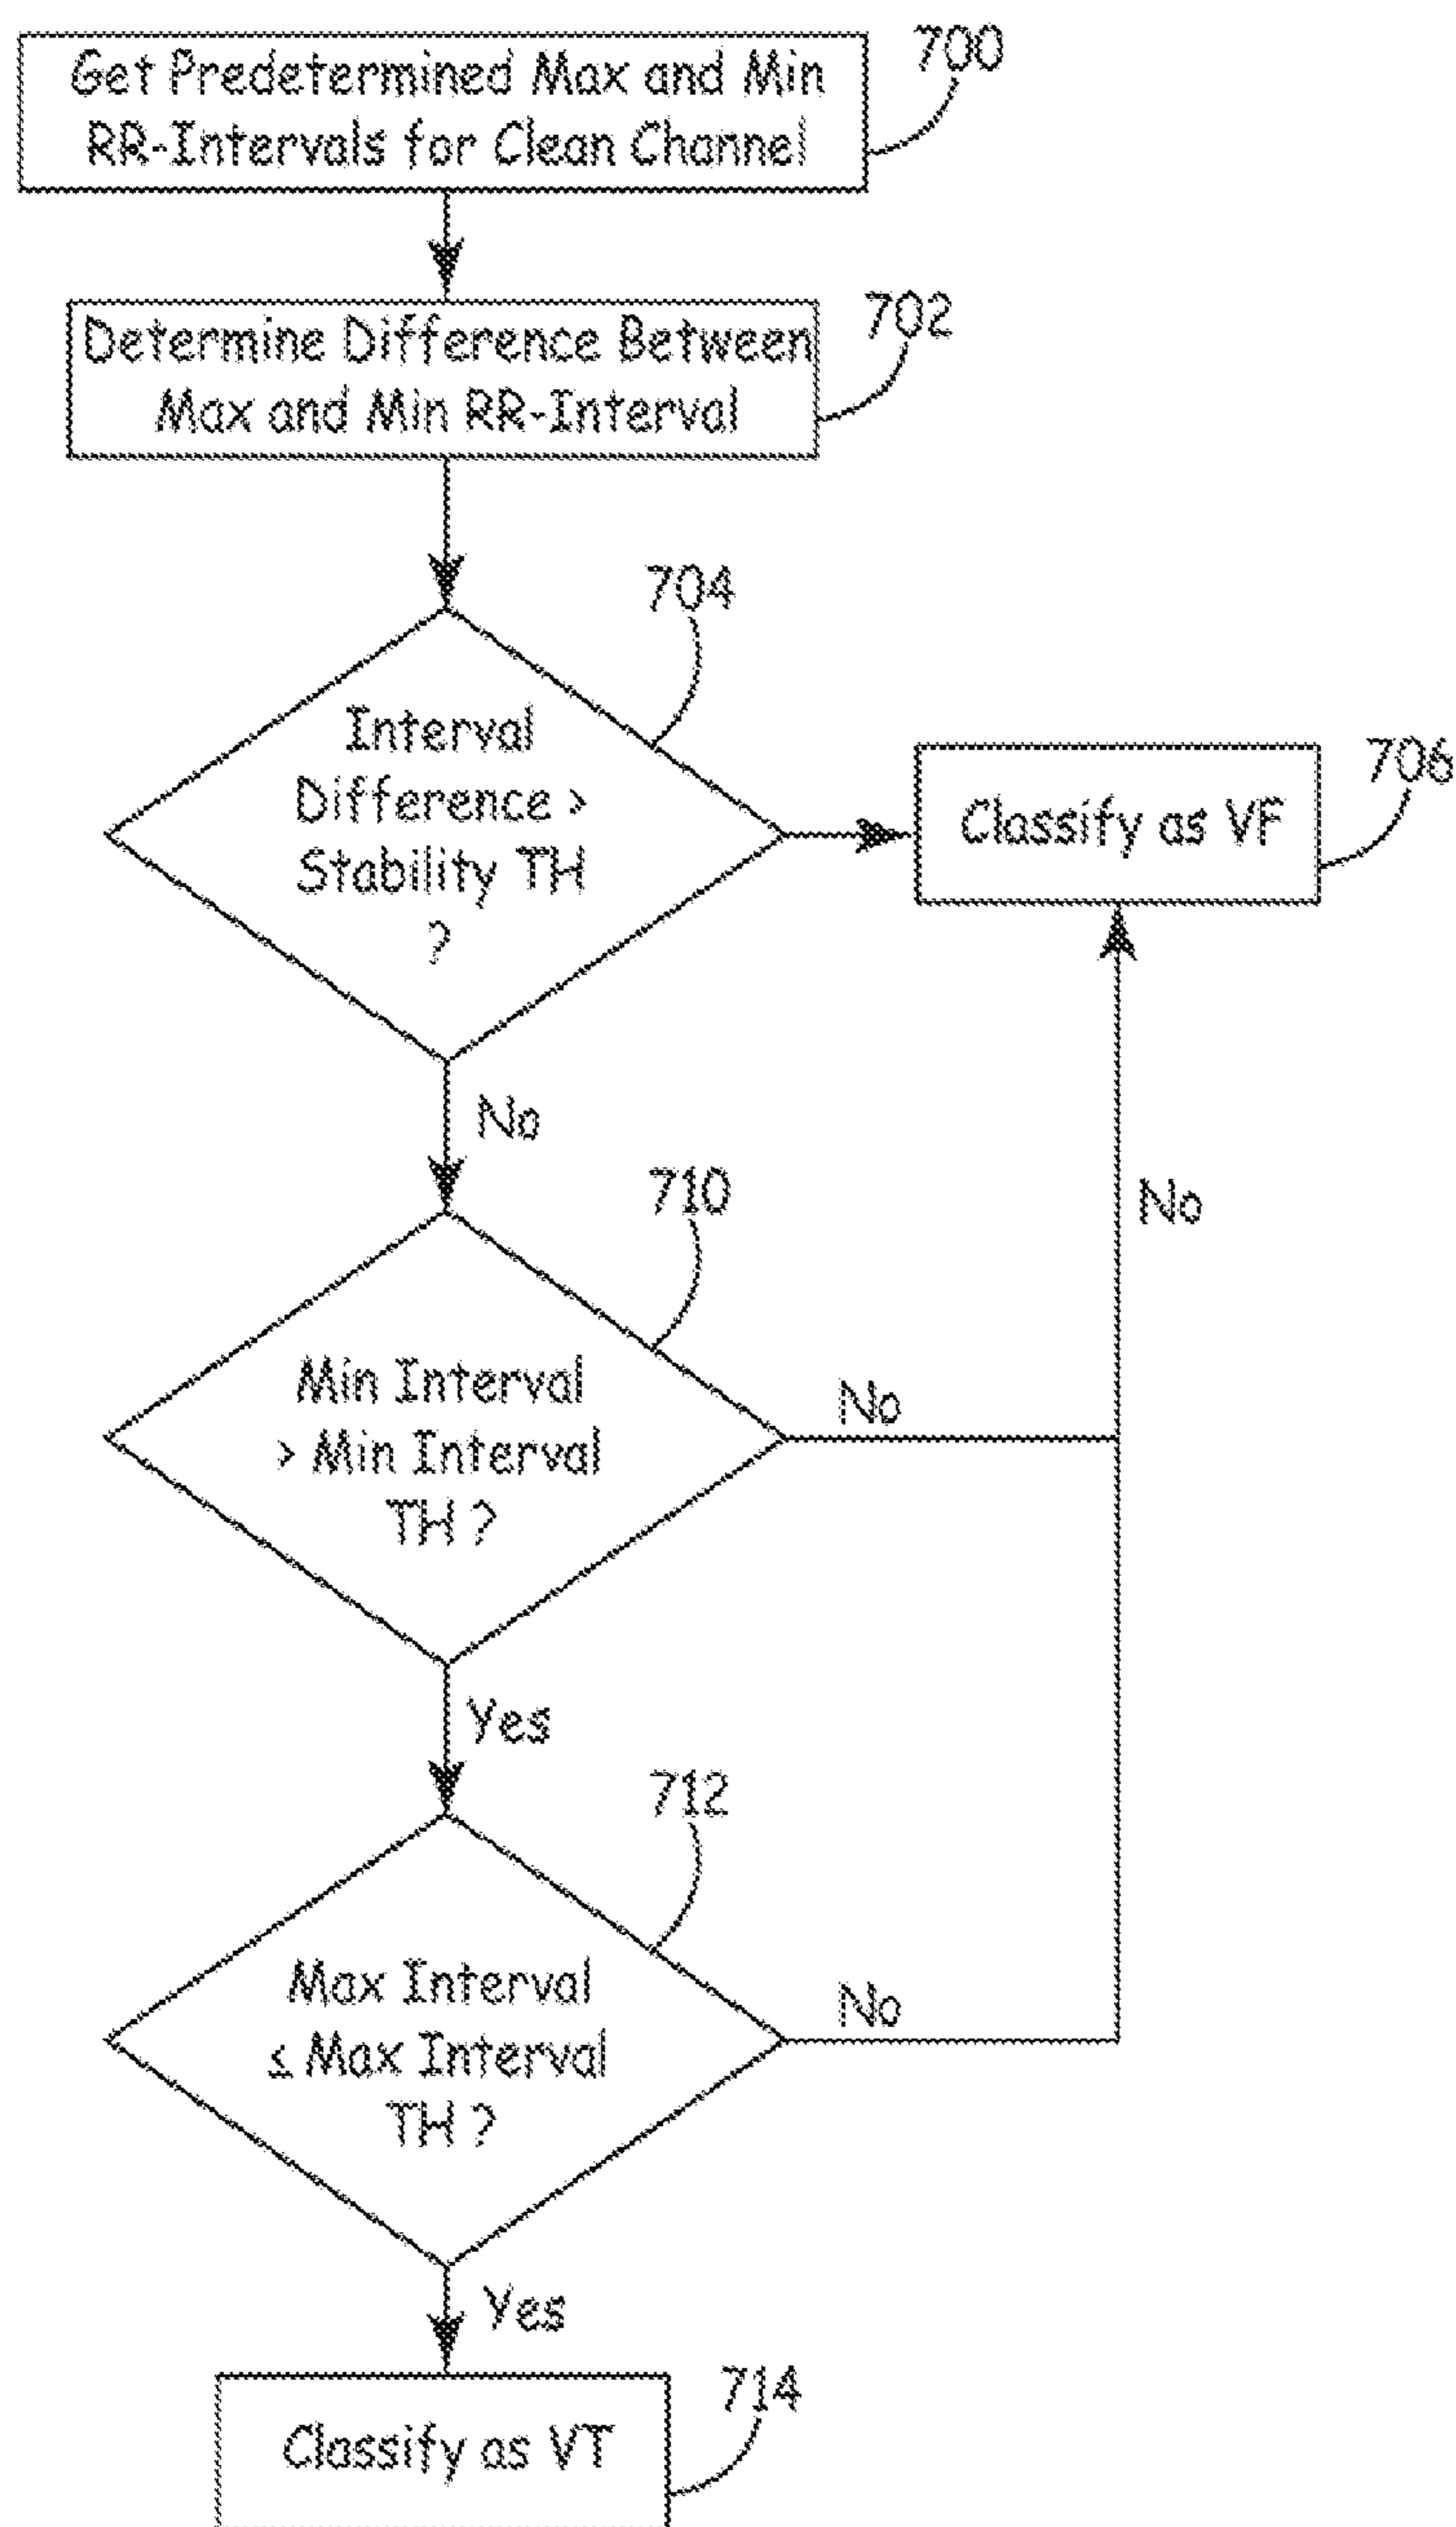 700
Get Predetermined Max and Min
RR-Intervals for Clean Channel
702
Determine Difference Between
Max and Min RR-Interval
704
Interval
Difference >
Stability TH
?
706
Classify as VF
No
710
No
Min Interval
> Min Interval
TH ?
No
Yes
712
Max Interval
≤ Max Interval
TH ?
No
Yes
714
Classify as VT